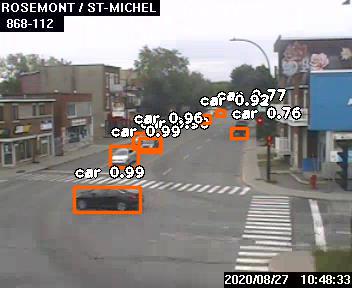 ROSEMONT / ST-MICHEL
868-112
car 0.77
car 0.92
car 0.96
car 0.76
car 0.99
car 0.99
2020/08/27 10:48:33